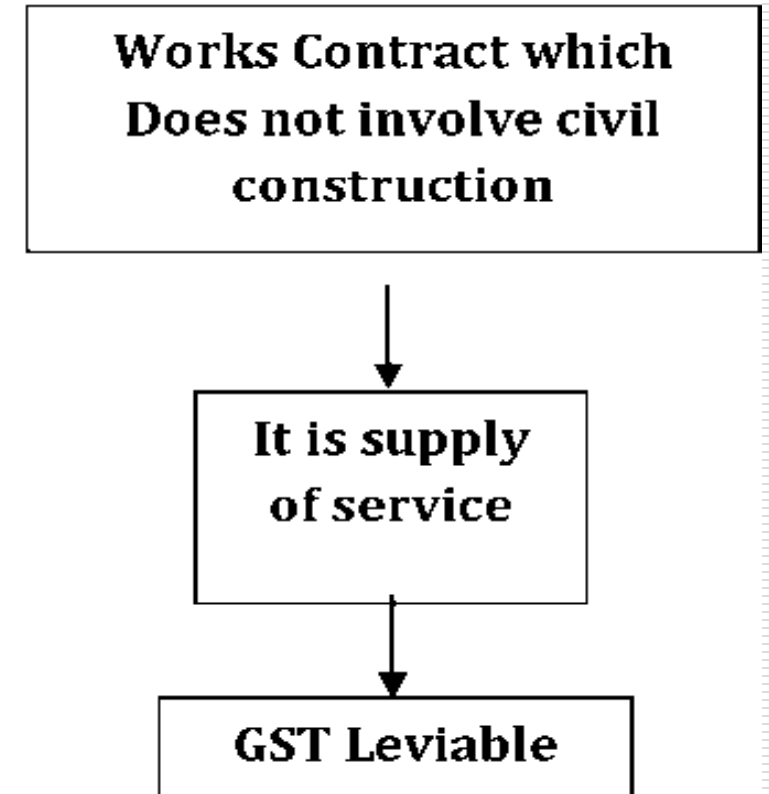 Works Contract which
Does not involve civil
construction
It is supply
of service
GST Leviable